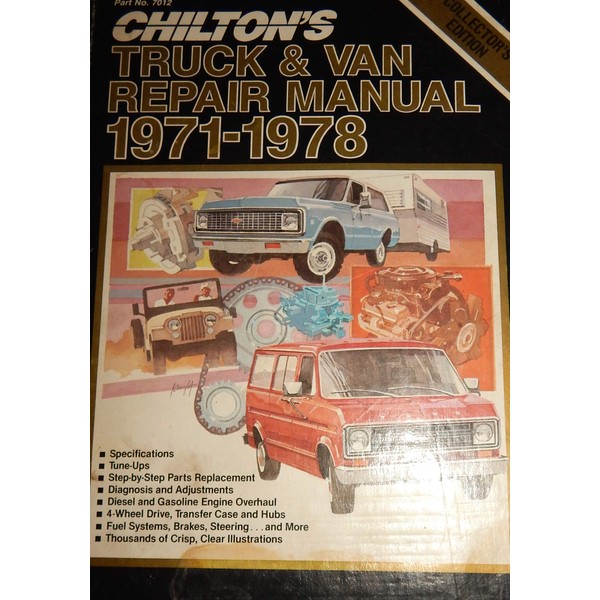 Part No. 7012
CHILTON'S
COLLECTOR'S
EDITION
TRUCK & VAN
REPAIR MANUAL
1971-1978
■ Specifications
■ Tune-Ups
■ Step-by-Step Parts Replacement
■ Diagnosis and Adjustments
■ Diesel and Gasoline Engine Overhaul
■ 4-Wheel Drive, Transfer Case and Hubs
■ Fuel Systems, Brakes, Steering...and More
■ Thousands of Crisp, Clear Illustrations